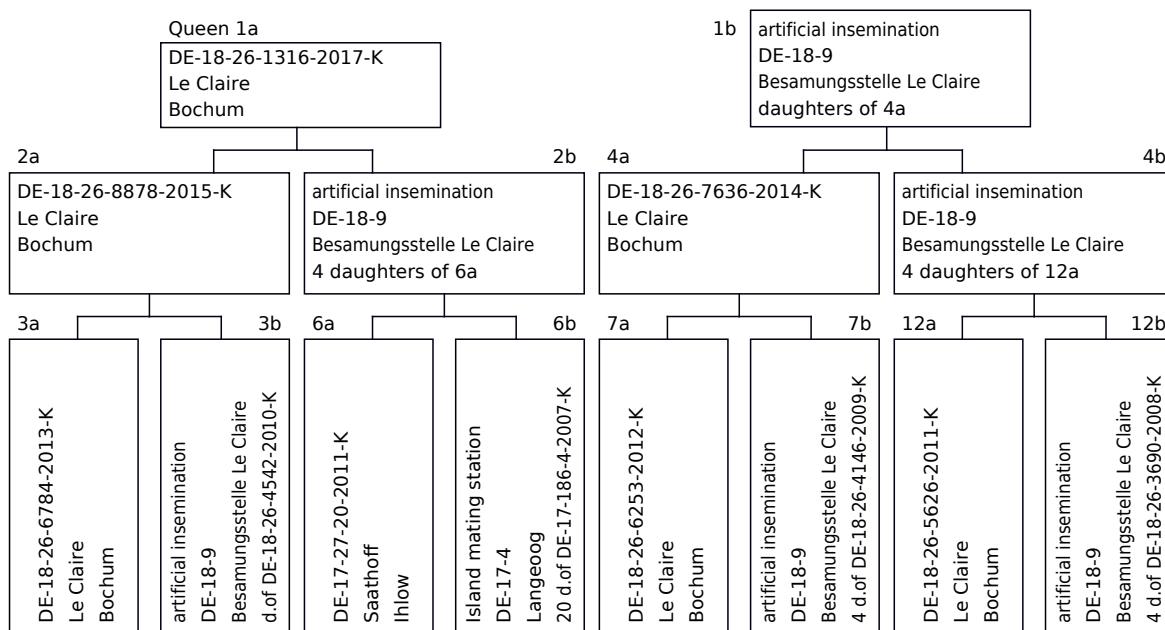 Queen 1a
DE-18-26-1316-2017-K
Le Claire
Bochum
1b
artificial insemination
DE-18-9
Besamungsstelle Le Claire
daughters of 4a
2a
DE-18-26-8878-2015-K
Le Claire
Bochum
2b
artificial insemination
DE-18-9
Besamungsstelle Le Claire
4 daughters of 6a
4a
DE-18-26-7636-2014-K
Le Claire
Bochum
4b
artificial insemination
DE-18-9
Besamungsstelle Le Claire
4 daughters of 12a
3a
DE-18-26-6784-2013-K
Le Claire
Bochum
3b
artificial insemination
DE-18-9
Besamungsstelle Le Claire
d.of DE-18-26-4542-2010-K
6a
DE-17-27-20-2011-K
Saathoff
Ihlow
6b
Island mating station
DE-17-4
Langeoog
20 d.of DE-17-186-4-2007-K
7a
DE-18-26-6253-2012-K
Le Claire
Bochum
7b
artificial insemination
DE-18-9
Besamungsstelle Le Claire
4 d.of DE-18-26-4146-2009-K
12a
DE-18-26-5626-2011-K
Le Claire
Bochum
12b
artificial insemination
DE-18-9
Besamungsstelle Le Claire
4 d.of DE-18-26-3690-2008-K